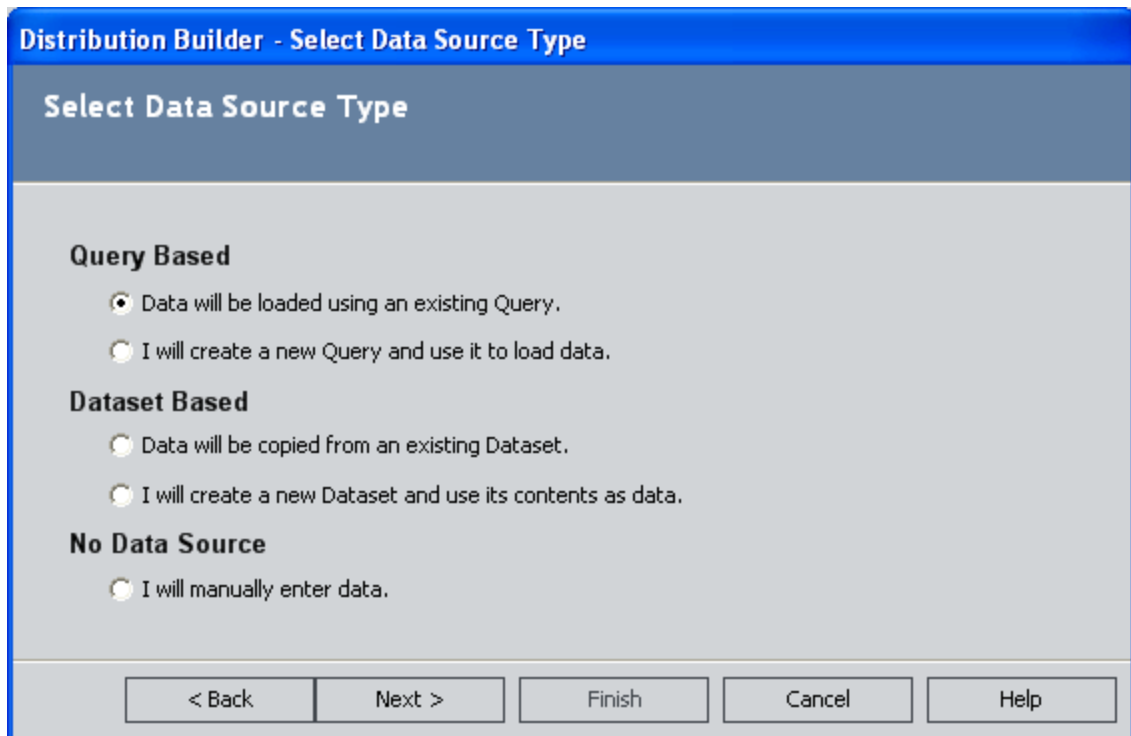 Distribution Builder - Select Data Source Type
Select Data Source Type
Query Based
Data will be loaded using an existing Query.
I will create a new Query and use it to load data.
Dataset Based
Data will be copied from an existing Dataset.
I will create a new Dataset and use its contents as data.
No Data Source
I will manually enter data.
< Back Next > Finish Cancel Help